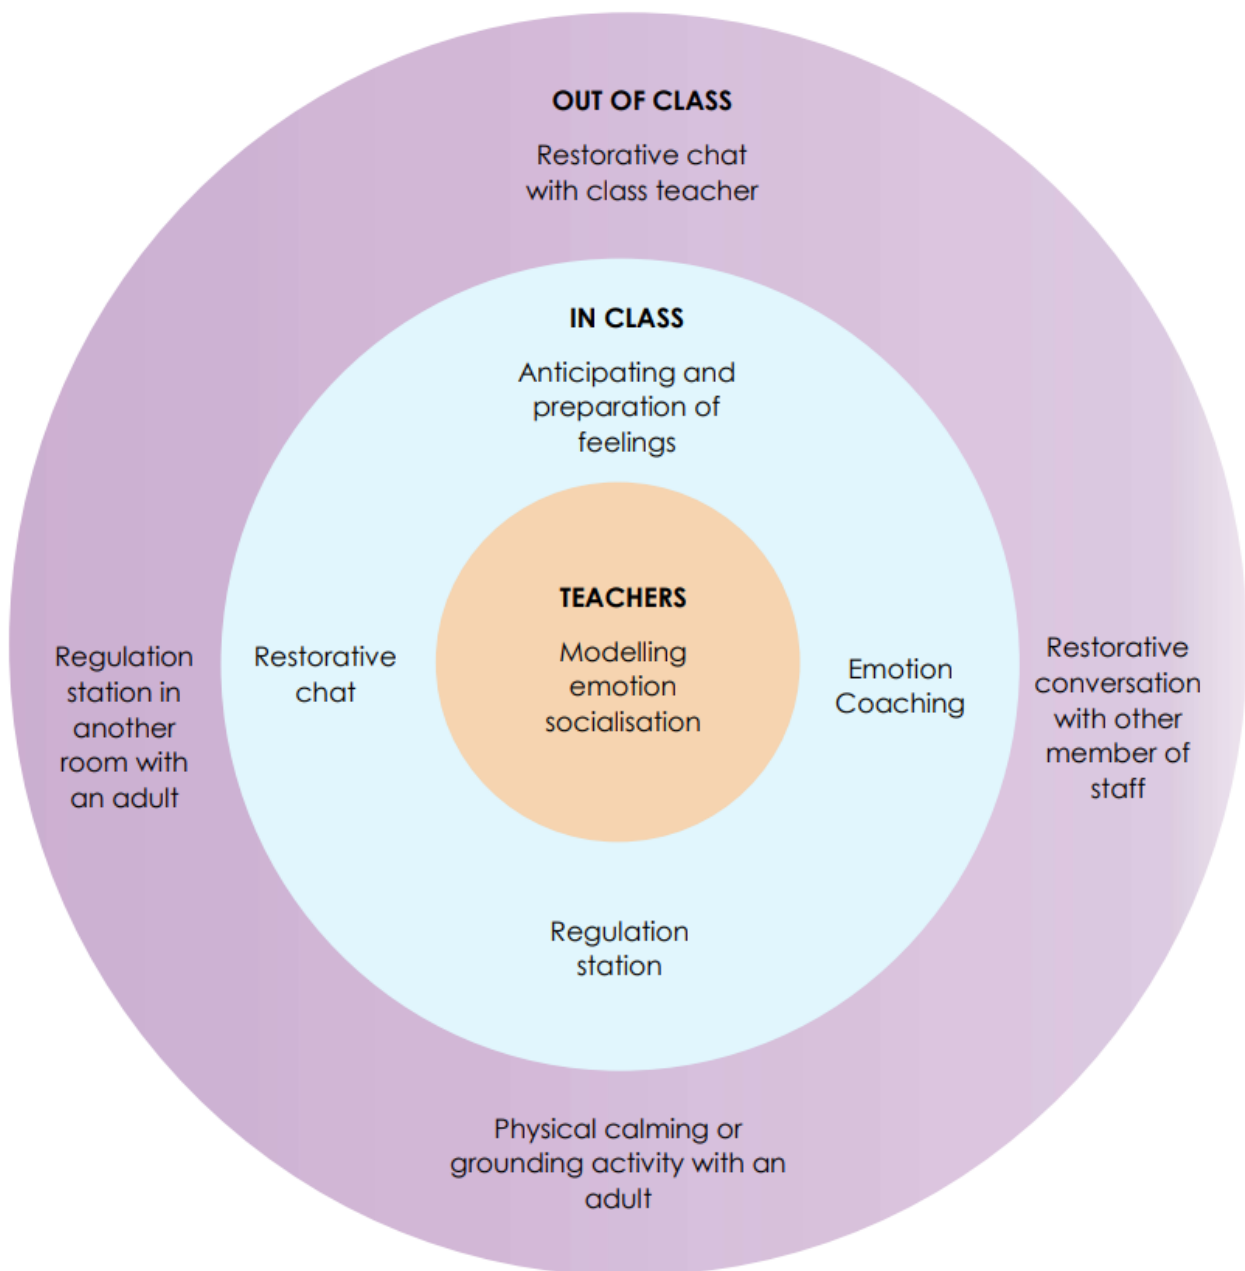 OUT OF CLASS
Restorative chat
with class teacher
IN CLASS
Anticipating and
preparation of
feelings
TEACHERS
Modelling
emotion
socialisation
Regulation
station in
another
room with
an adult
Restorative
chat
Emotion
Coaching
Restorative
conversation
with other
member of
staff
Regulation
station
Physical calming or
grounding activity with an
adult